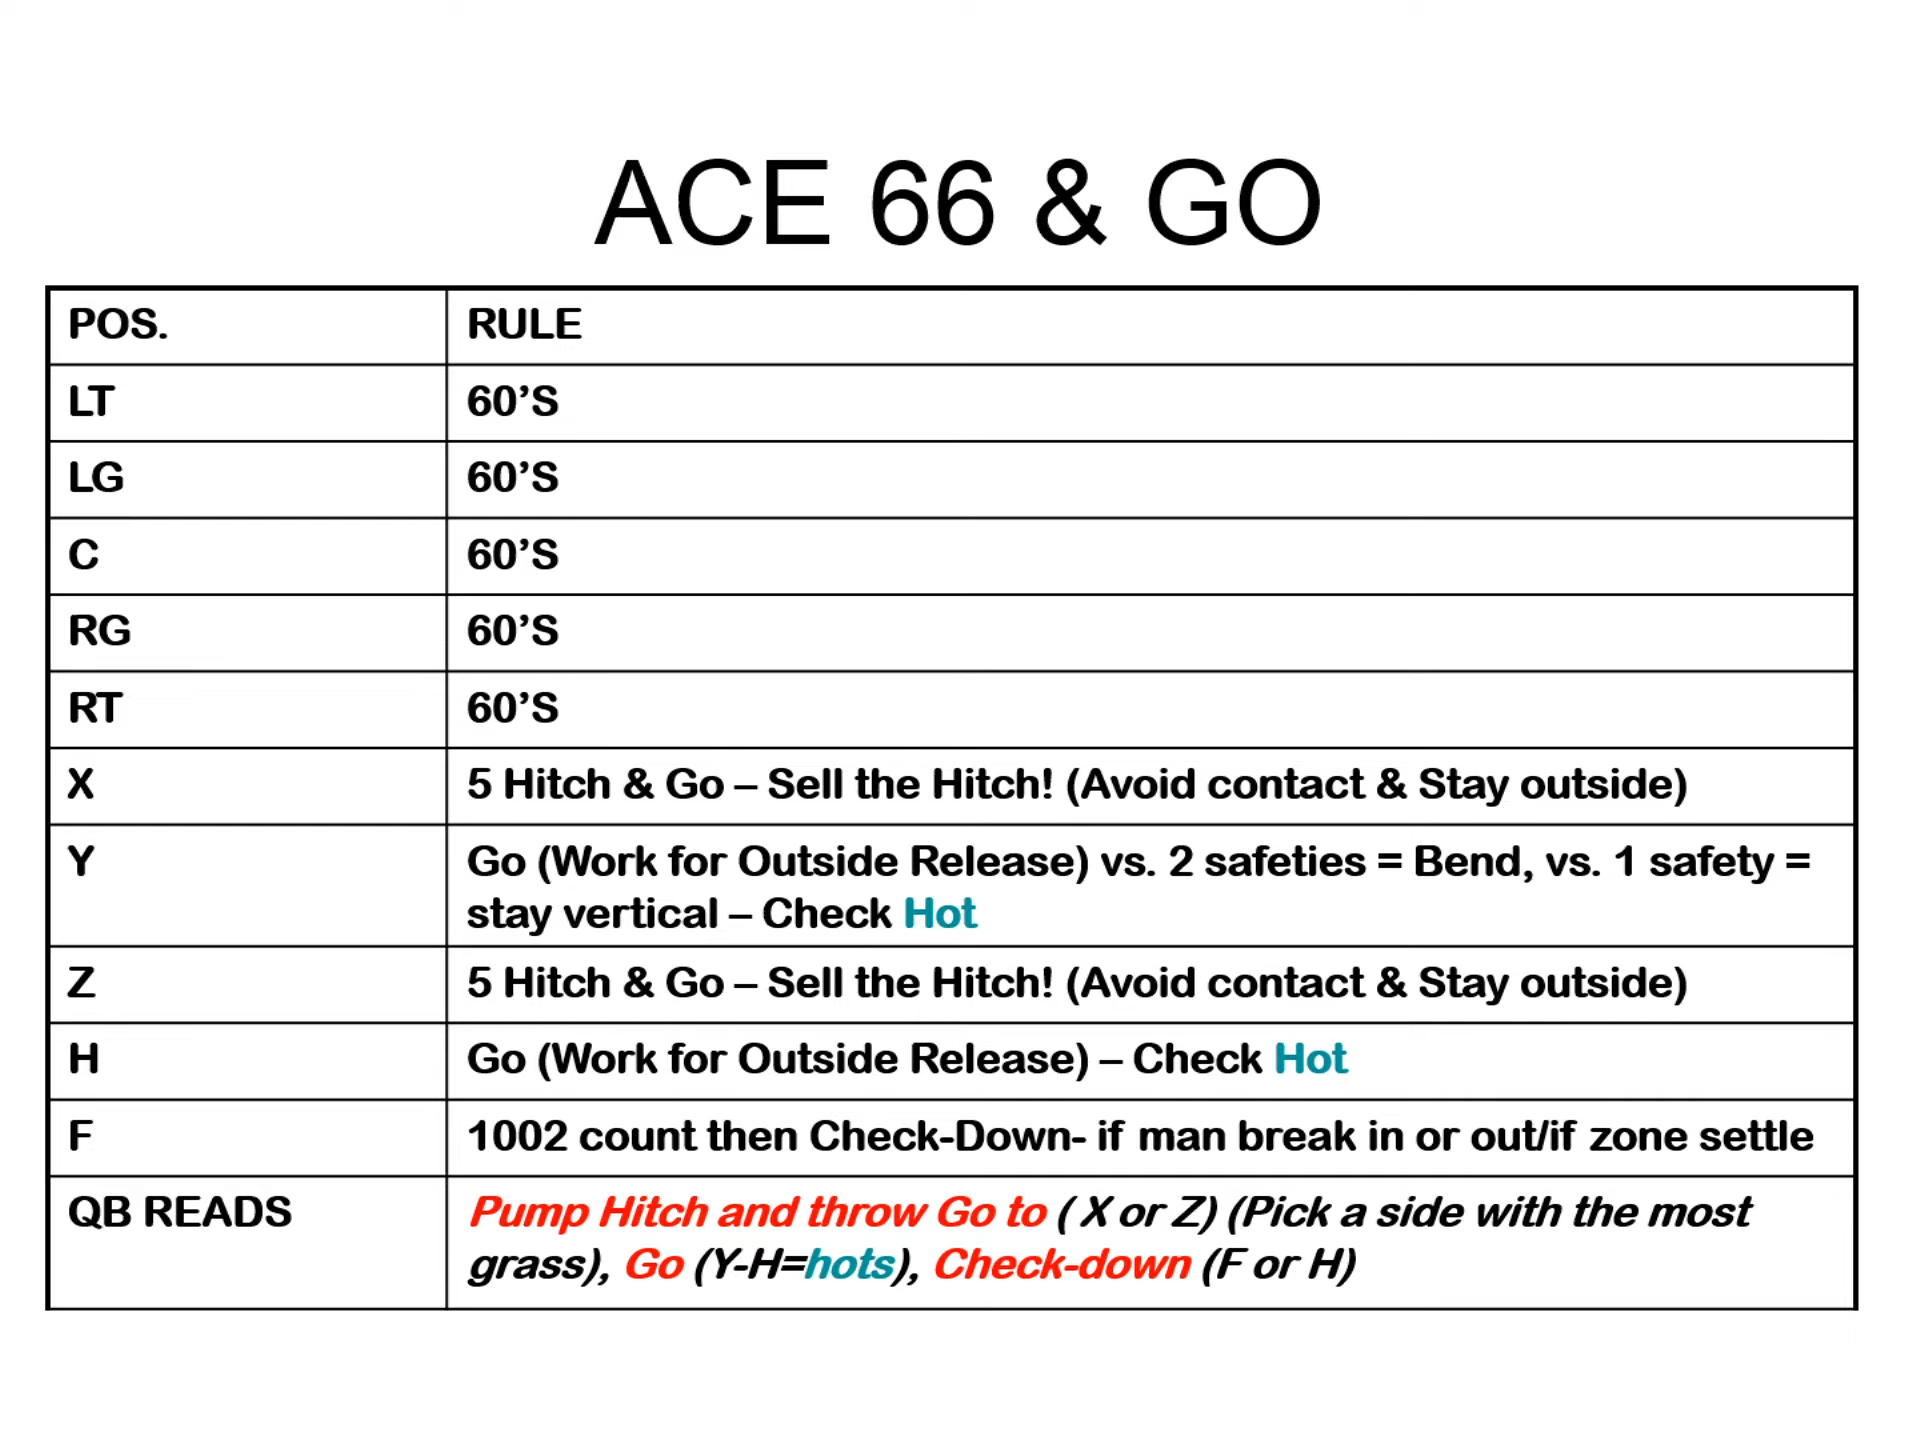 ACE 66 & GO
POS. RULE
LT 60’S
LG 60’S
C 60’S
RG 60’S
RT 60’S
X 5 Hitch & Go – Sell the Hitch! (Avoid contact & Stay outside)
Y Go (Work for Outside Release) vs. 2 safeties = Bend, vs. 1 safety =
stay vertical – Check Hot
Z 5 Hitch & Go – Sell the Hitch! (Avoid contact & Stay outside)
H Go (Work for Outside Release) – Check Hot
F 1002 count then Check-Down- if man break in or out/if zone settle
QB READS Pump Hitch and throw Go to ( X or Z) (Pick a side with the most
grass), Go (Y-H=hots), Check-down (F or H)